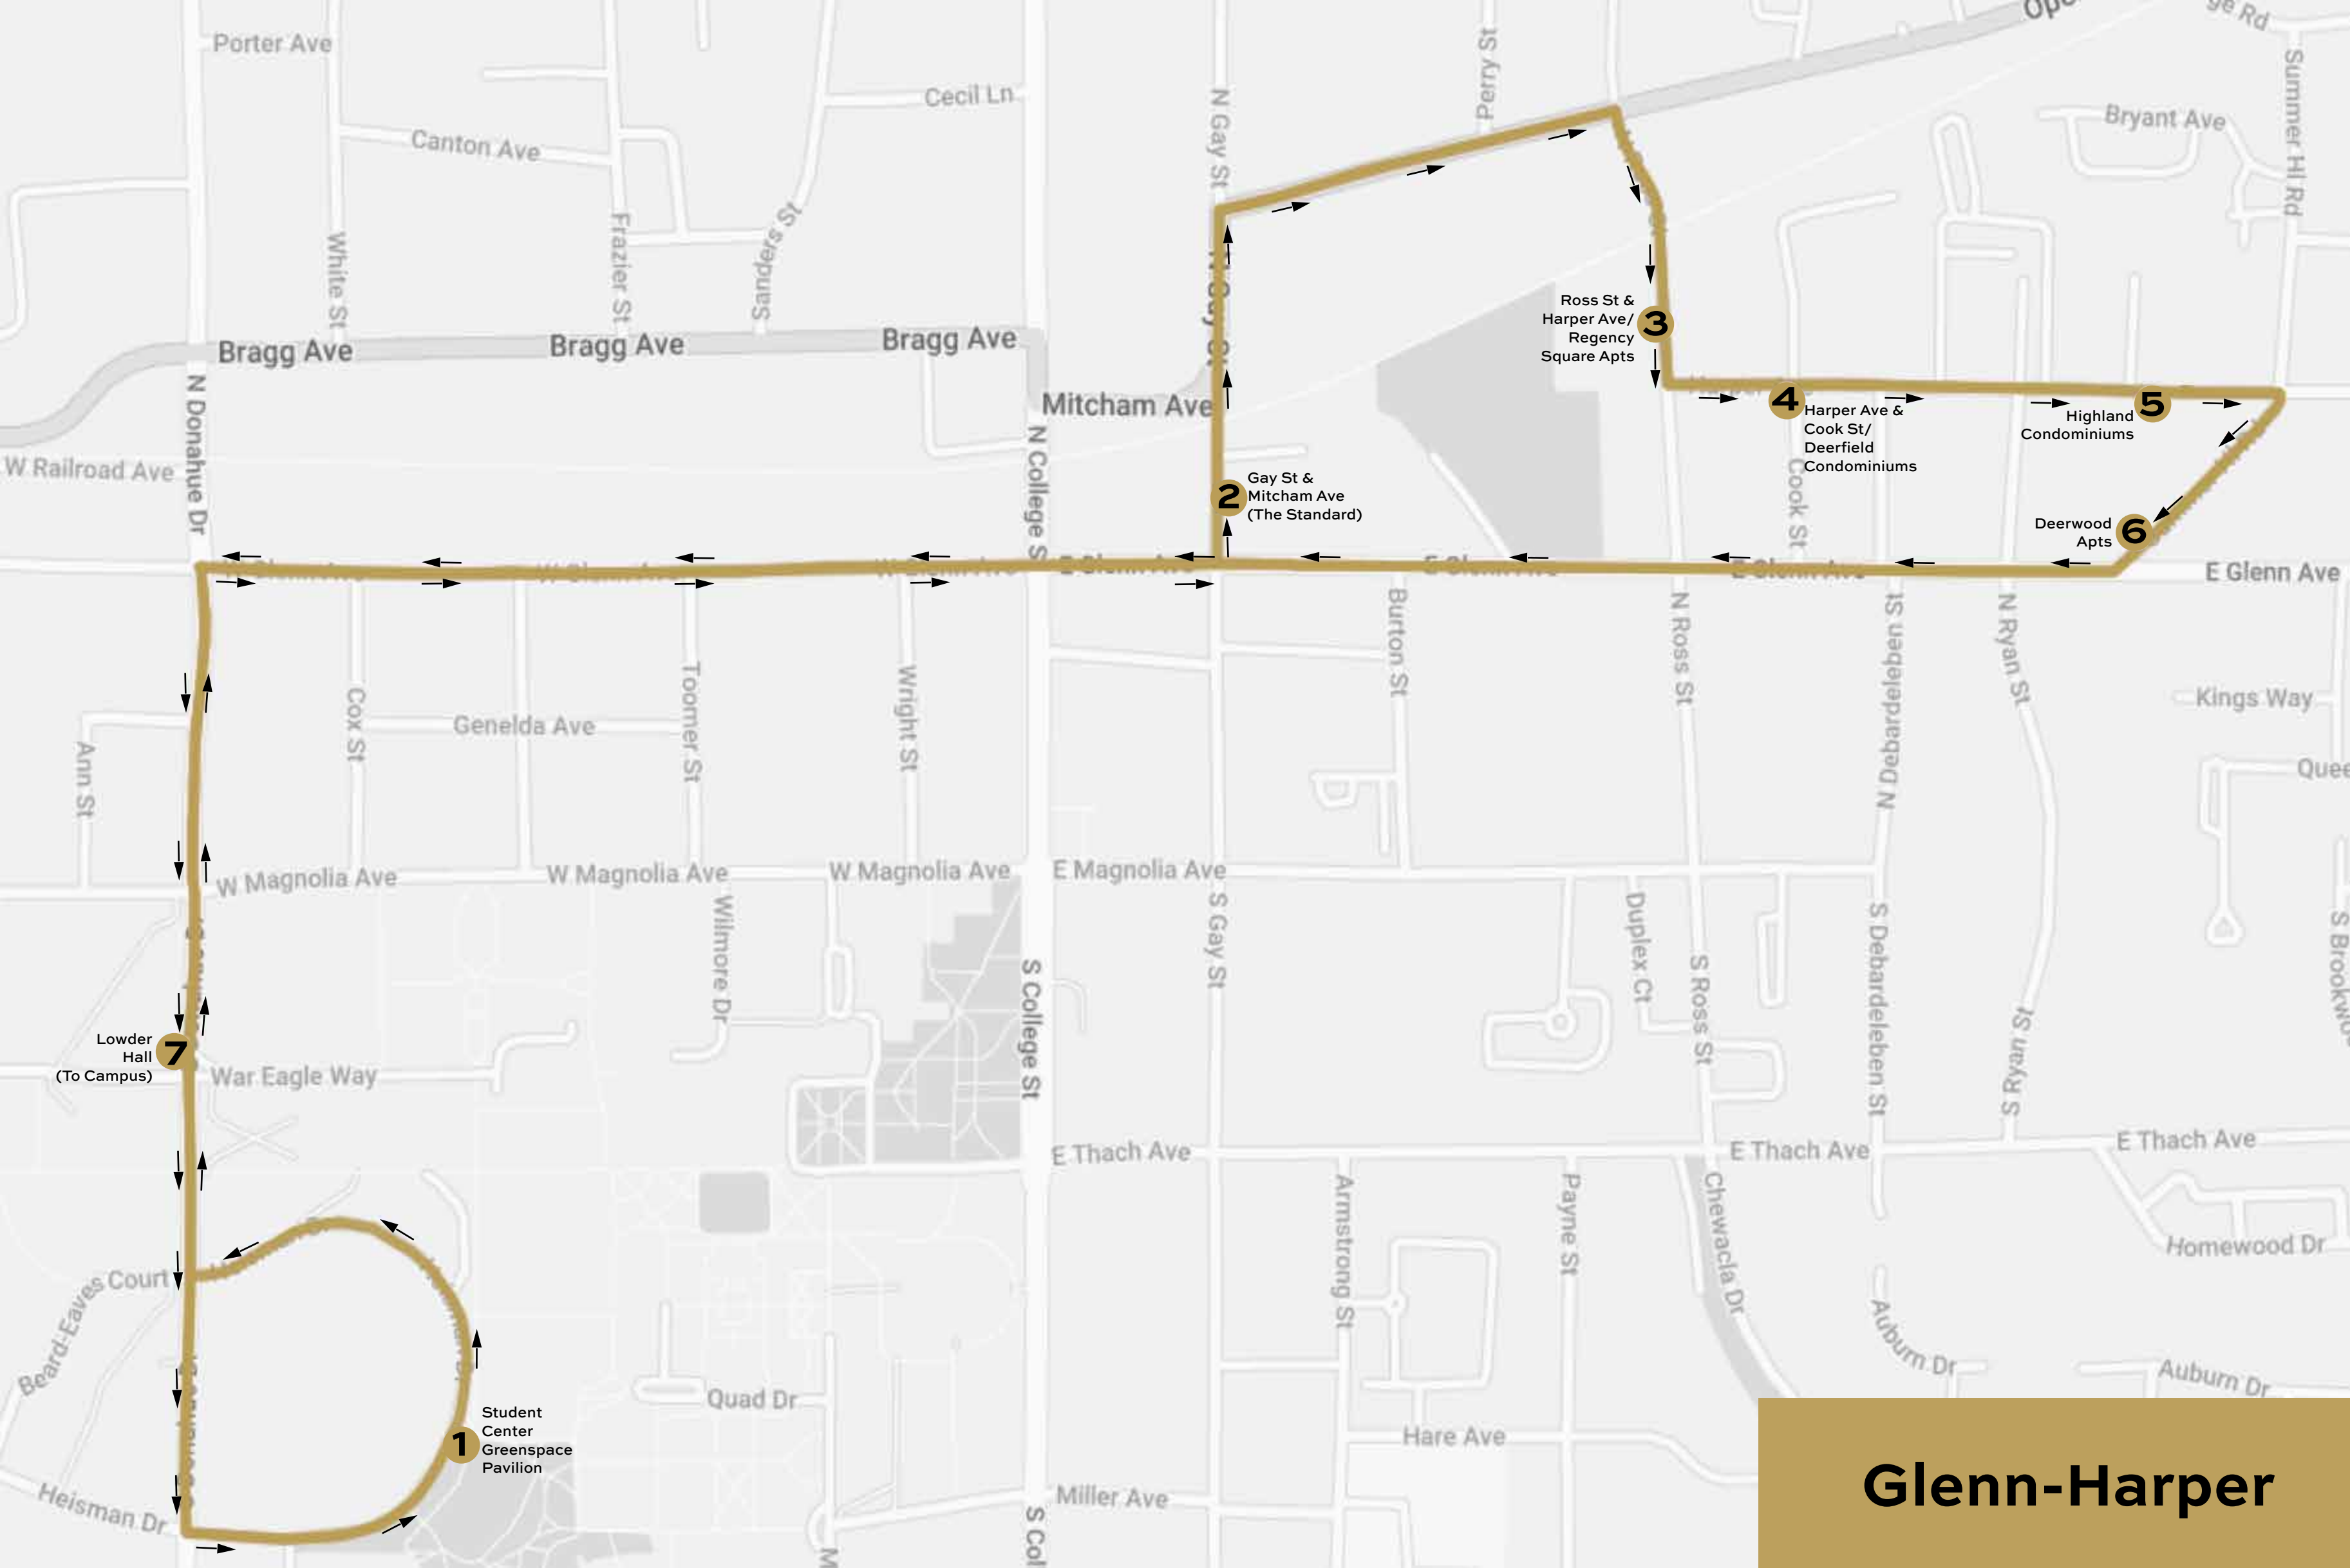 Porter Ave
Canton Ave
Cecil Ln
White St
Frazier St
Sanders St
N Gay St
Perry St
ge Rd
Summer Hl Rd
Bryant Ave
Bragg Ave
Bragg Ave
Bragg Ave
Mitcham Ave
W Railroad Ave
N Donahue Dr
N College S
3
Ross St &
Harper Ave/
Regency
Square Apts
4
Harper Ave &
Cook St/
Deerfield
Condominiums
5
Highland
Condominiums
2
Gay St &
Mitcham Ave
(The Standard)
Cook St
6
Deerwood
Apts
E Glenn Ave
Ann St
Cox St
Genelda Ave
Toomer St
Wright St
Burton St
N Ross St
N Debardeleben St
N Ryan St
Kings Way
Quee
W Magnolia Ave
W Magnolia Ave
W Magnolia Ave
E Magnolia Ave
Wilmore Dr
S College St
S Gay St
Duplex Ct
S Ross St
S Debardeleben St
S Ryan St
S Brookwo
7
Lowder
Hall
(To Campus)
War Eagle Way
E Thach Ave
E Thach Ave
E Thach Ave
Armstrong St
Payne St
Chewacla Dr
Homewood Dr
Beard-Eaves Court
Auburn Dr
Auburn Dr
Quad Dr
1
Student
Center
Greenspace
Pavilion
Hare Ave
Heisman Dr
Miller Ave
S Col
M
Glenn-Harper